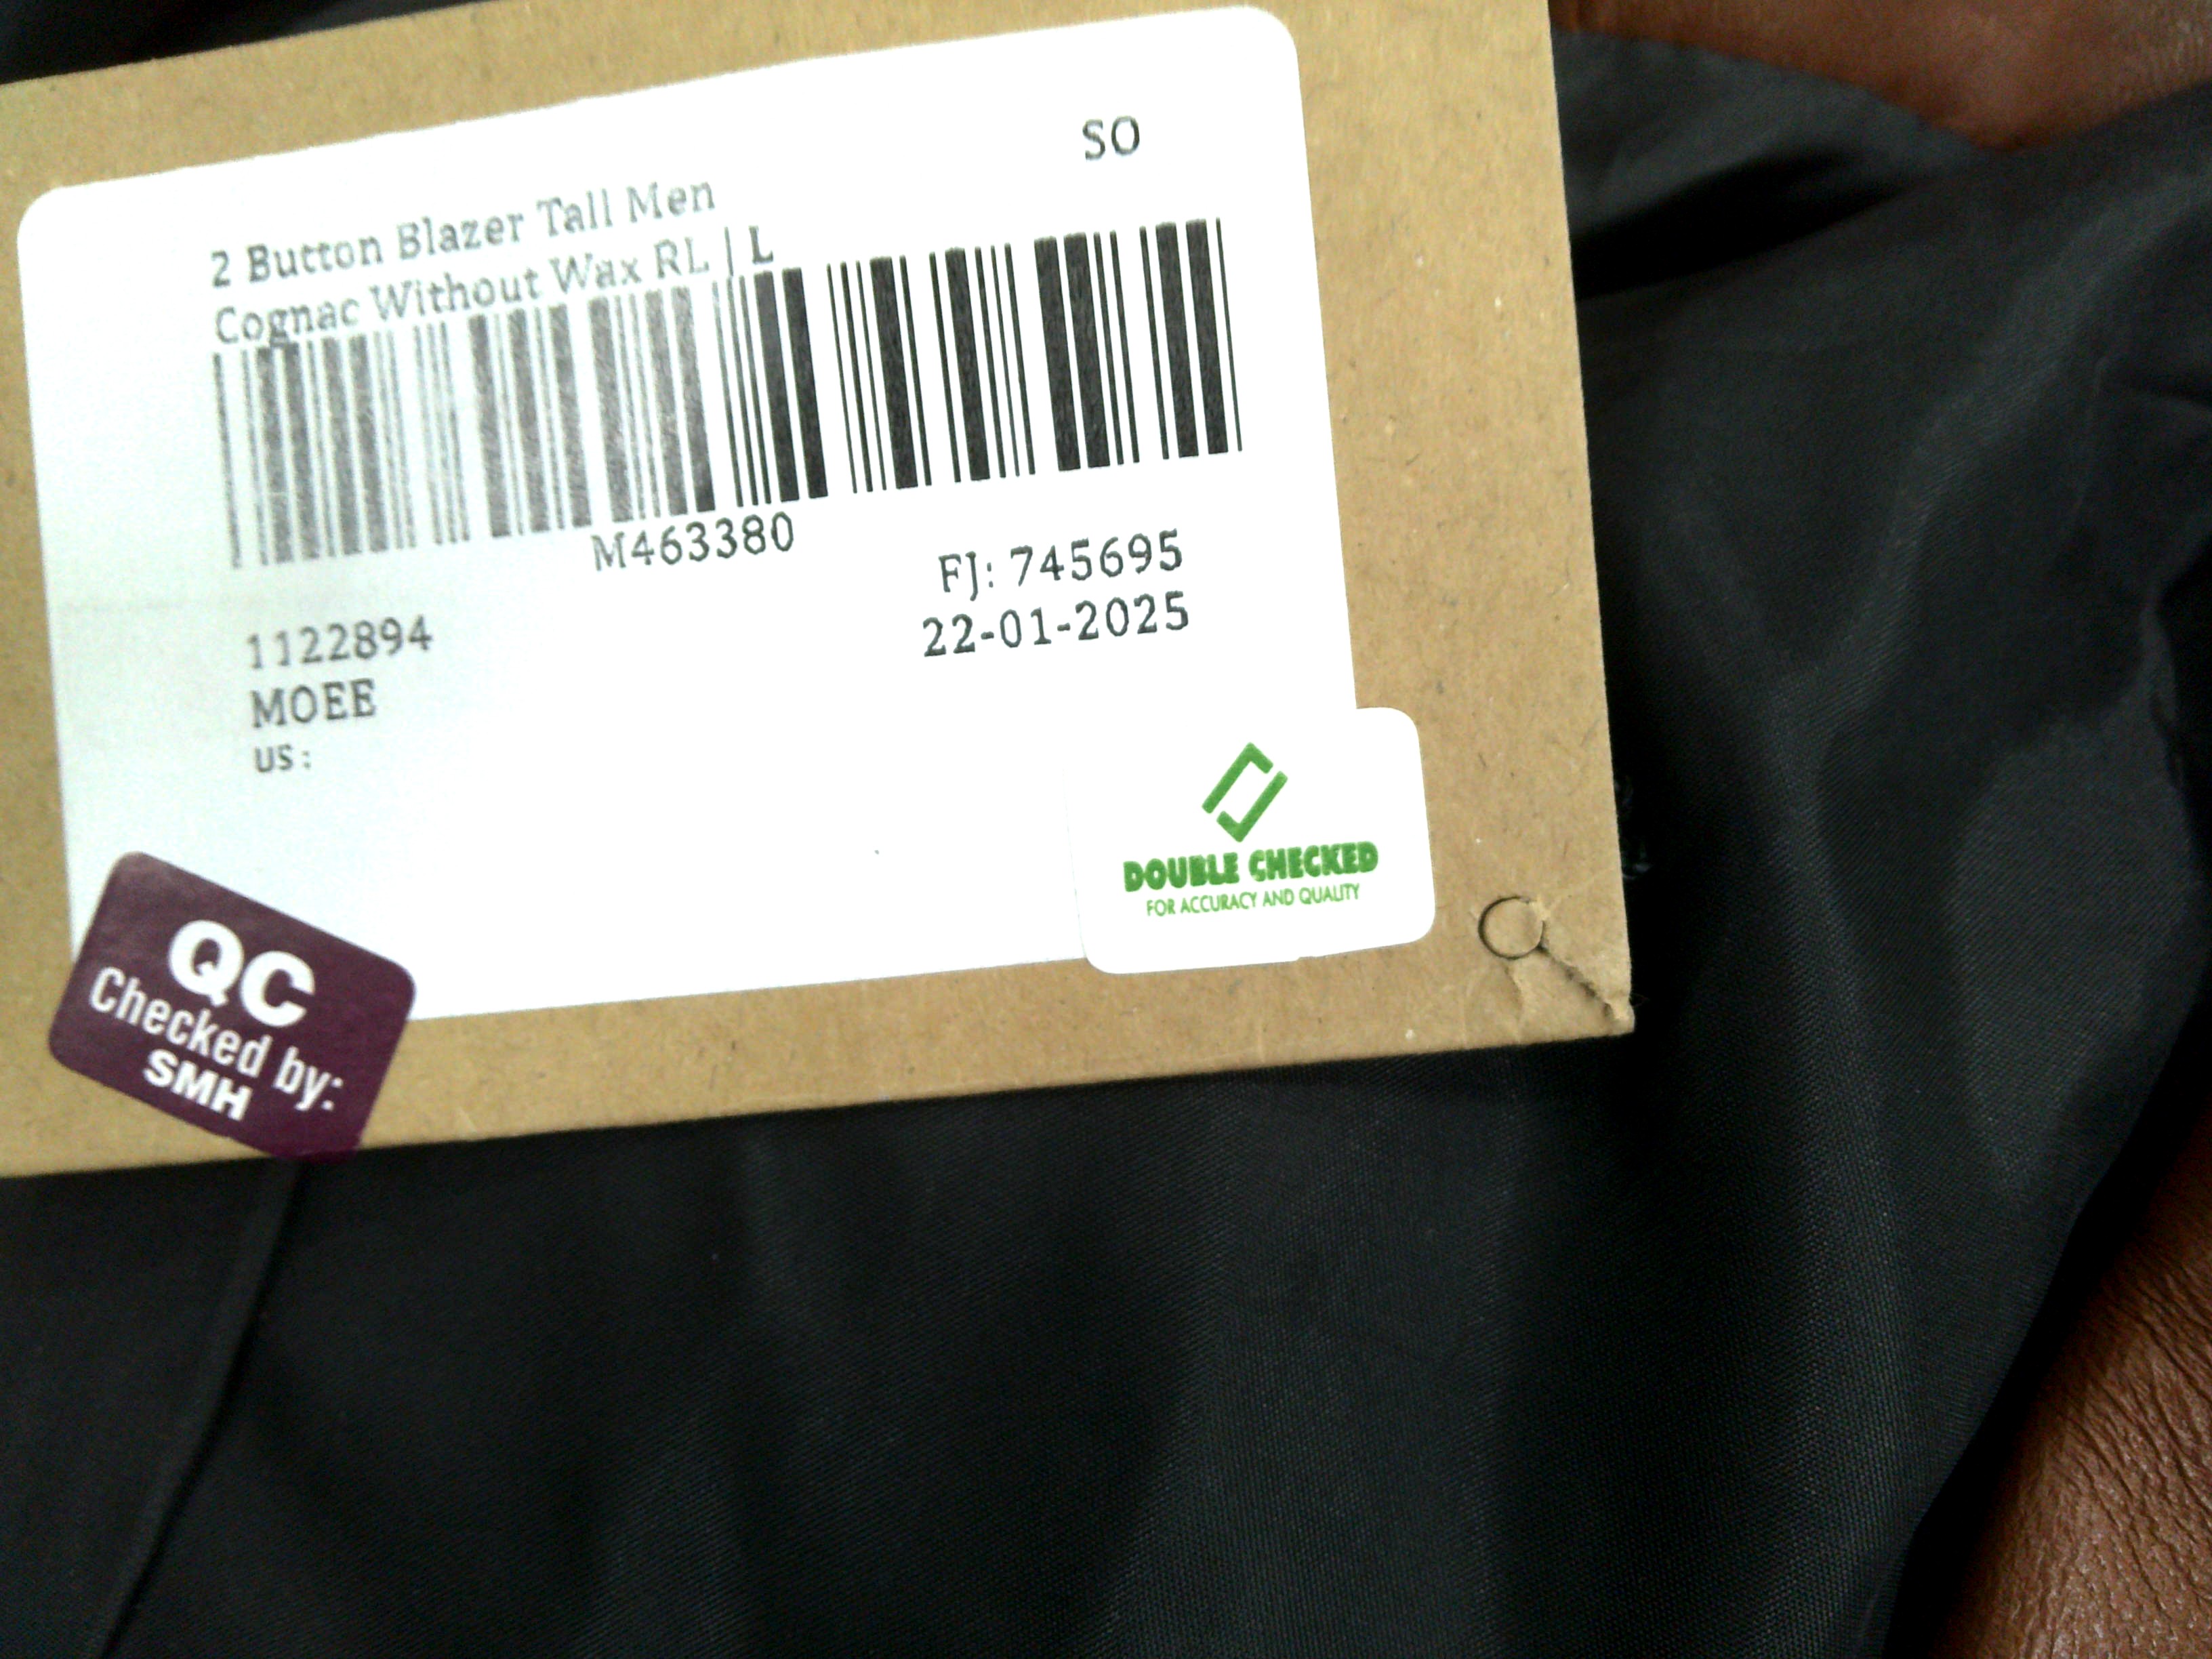 SO
2 Button Blazer Tall Men
Cognac Without Wax RL | L
M463380
FJ: 745695
22-01-2025
1122894
MOEE
US :
DOUBLE CHECKED
FOR ACCURACY AND QUALITY
QC
Checked by:
SMH